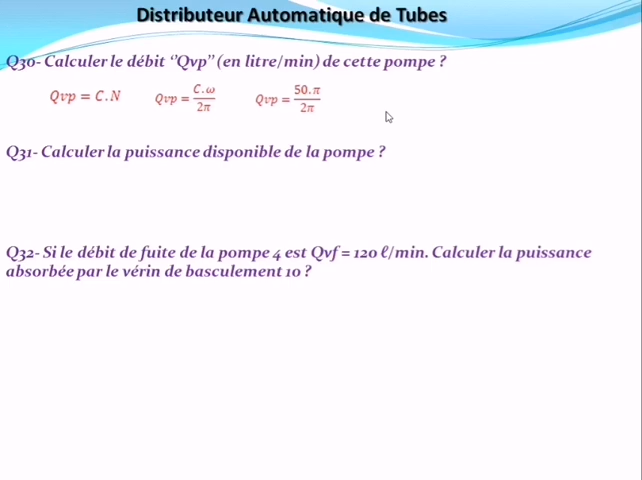 Distributeur Automatique de Tubes
Q30- Calculer le débit ‘’Qvp’’ (en litre/min) de cette pompe ?
Qvp = C.N    Qvp = C.ω/2π    Qvp = 50.π/2π
Q31- Calculer la puissance disponible de la pompe ?
Q32- Si le débit de fuite de la pompe 4 est Qvf = 120 ℓ/min. Calculer la puissance
absorbée par le vérin de basculement 10 ?